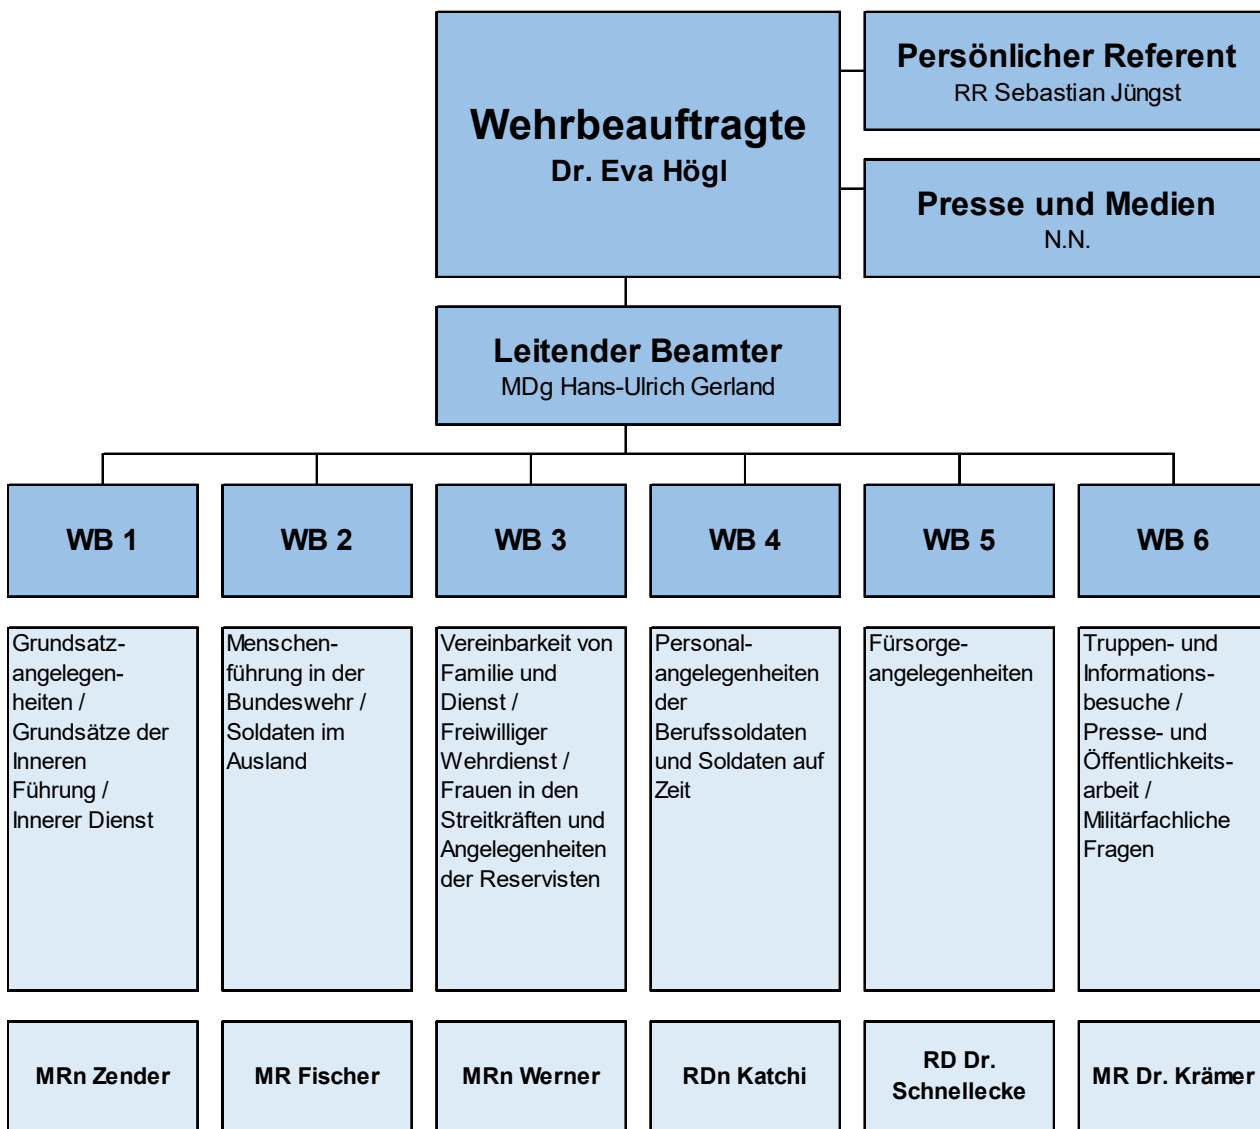 Wehrbeauftragte
Dr. Eva Högl
Persönlicher Referent
RR Sebastian Jüngst
Presse und Medien
N.N.
Leitender Beamter
MDg Hans-Ulrich Gerland
WB 1
WB 2
WB 3
WB 4
WB 5
WB 6
Grundsatz-
angelegen-
heiten /
Grundsätze der
Inneren
Führung /
Innerer Dienst
Menschen-
führung in der
Bundeswehr /
Soldaten im
Ausland
Vereinbarkeit von
Familie und
Dienst /
Freiwilliger
Wehrdienst /
Frauen in den
Streitkräften und
Angelegenheiten
der Reservisten
Personal-
angelegenheiten
der
Berufssoldaten
und Soldaten auf
Zeit
Fürsorge-
angelegenheiten
Truppen- und
Informations-
besuche /
Presse- und
Öffentlichkeits-
arbeit /
Militärfachliche
Fragen
MRn Zender
MR Fischer
MRn Werner
RDn Katchi
RD Dr.
Schnellecke
MR Dr. Krämer